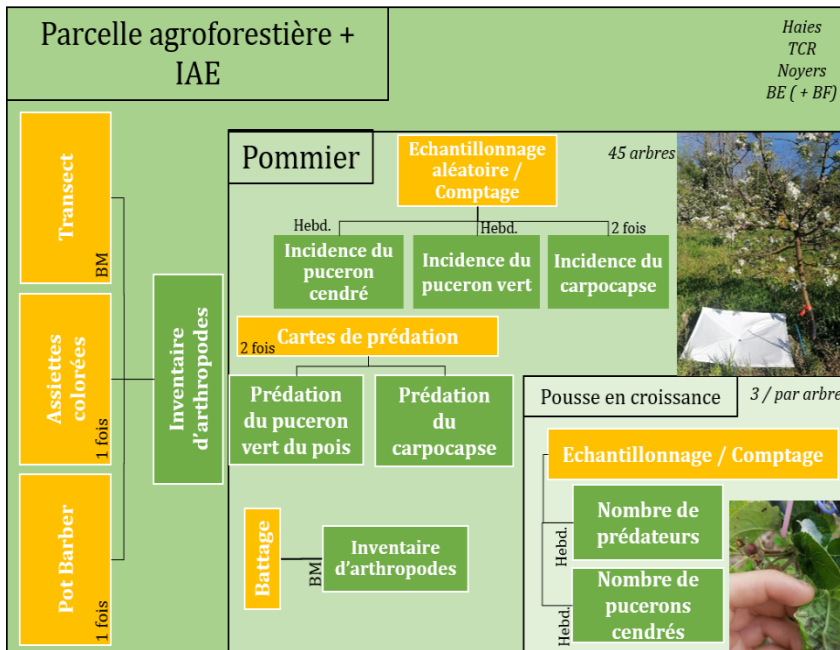 Parcelle agroforestière +
IAE
Haies
TCR
Noyers
BE ( + BF)
Transect
BM
Assiettes
colorées
1 fois
Pot Barber
1 fois
Inventaire
d'arthropodes
Pommier
Echantillonnage
aléatoire /
Comptage
45 arbres
Hebd.
Hebd.
2 fois
Incidence du
puceron
cendré
Incidence du
puceron vert
Incidence du
carpocapse
Cartes de prédation
2 fois
Prédation
du puceron
vert du pois
Prédation
du
carpocapse
Battage
BM
Inventaire
d'arthropodes
Pousse en croissance
3 / par arbre
Echantillonnage / Comptage
Hebd.
Nombre de
prédateurs
Hebd.
Nombre de
pucerons
cendrés